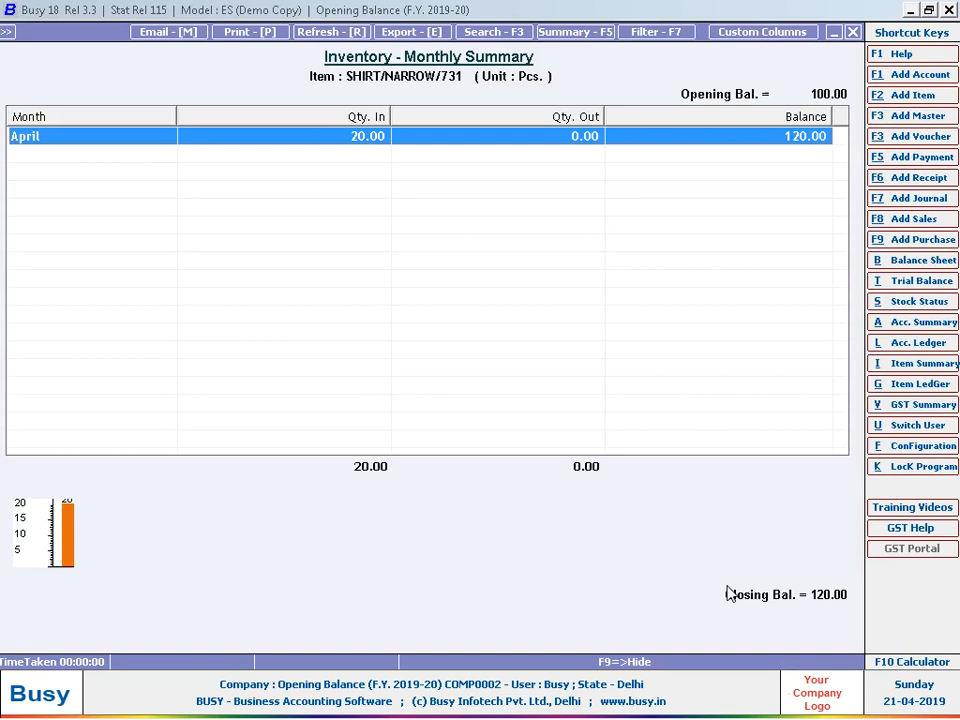 Busy 18 Rel 3.3 | Stat Rel 115 | Model : ES (Demo Copy) | Opening Balance (F.Y. 2019-20)
>> Email - [M] Print - [P] Refresh - [R] Export - [E] Search - F3 Summary - F5 Filter - F7 Custom Columns
Shortcut Keys
Inventory - Monthly Summary
Item : SHIRT/NARROW/731 ( Unit : Pcs. )
Opening Bal. = 100.00
Month Qty. In Qty. Out Balance
April 20.00 0.00 120.00
20.00 0.00
20 20
15
10
5
Bal. = 120.00
F1 Help
F1 Add Account
F2 Add Item
F3 Add Master
F3 Add Voucher
F5 Add Payment
F6 Add Receipt
F7 Add Journal
F8 Add Sales
F9 Add Purchase
B Balance Sheet
T Trial Balance
S Stock Status
A Acc. Summary
L Acc. Ledger
I Item Summary
G Item LedGer
V GST Summary
U Switch User
F ConFiguration
K LocK Program
Training Videos
GST Help
GST Portal
TimeTaken 00:00:00 F9=>Hide F10 Calculator
Busy
Company : Opening Balance (F.Y. 2019-20) COMP0002 - User : Busy ; State - Delhi
BUSY - Business Accounting Software ; (c) Busy Infotech Pvt. Ltd., Delhi ; www.busy.in
Your
Company
Logo
Sunday
21-04-2019